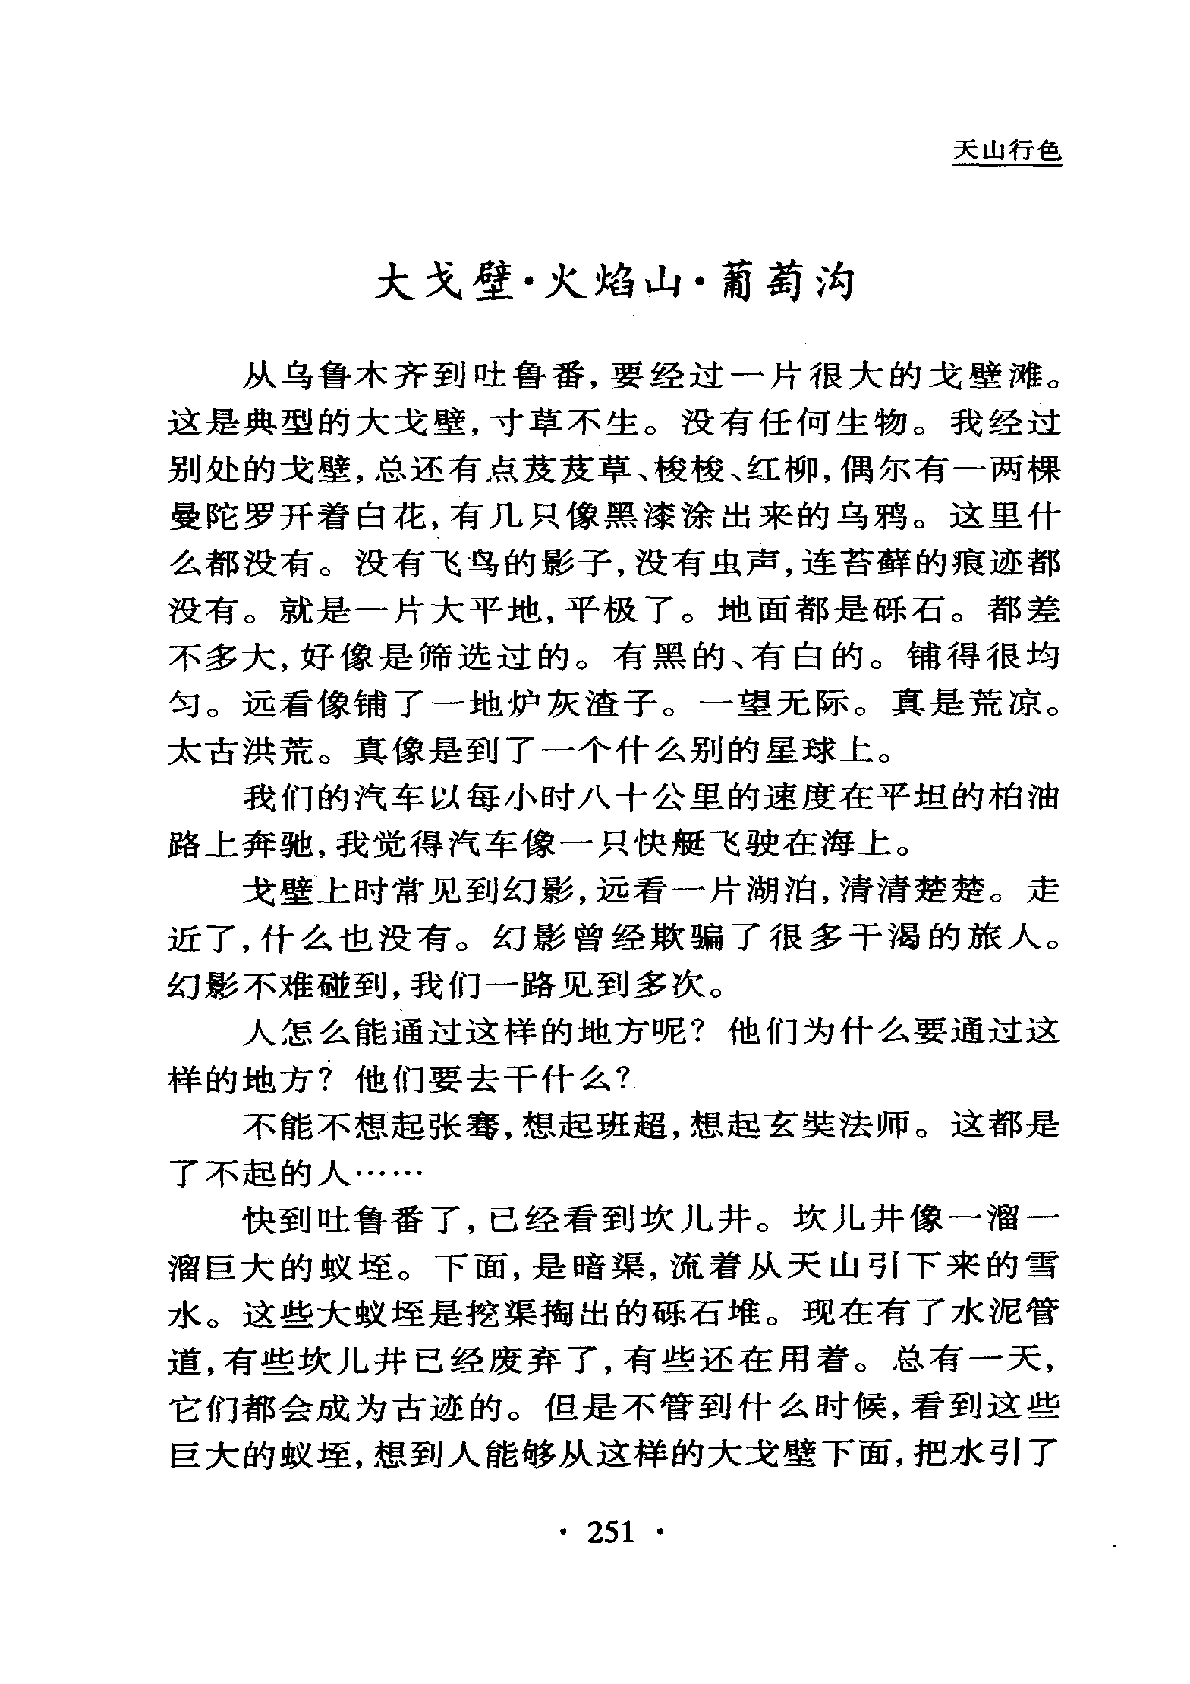 天山行色
大戈壁·火焰山·葡萄沟
从乌鲁木齐到吐鲁番,要经过一片很大的戈壁滩。
这是典型的大戈壁,寸草不生。没有任何生物。我经过
别处的戈壁,总还有点芨芨草、梭梭、红柳,偶尔有一两棵
曼陀罗开着白花,有几只像黑漆涂出来的乌鸦。这里什
么都没有。没有飞鸟的影子,没有虫声,连苔藓的痕迹都
没有。就是一片大平地,平极了。地面都是砾石。都差
不多大,好像是筛选过的。有黑的、有白的。铺得很均
匀。远看像铺了一地炉灰渣子。一望无际。真是荒凉。
太古洪荒。真像是到了一个什么别的星球上。
我们的汽车以每小时八十公里的速度在平坦的柏油
路上奔驰,我觉得汽车像一只快艇飞驶在海上。
戈壁上时常见到幻影,远看一片湖泊,清清楚楚。走
近了,什么也没有。幻影曾经欺骗了很多干渴的旅人。
幻影不难碰到,我们一路见到多次。
人怎么能通过这样的地方呢?他们为什么要通过这
样的地方?他们要去干什么?
不能不想起张骞,想起班超,想起玄奘法师。这都是
了不起的人……
快到吐鲁番了,已经看到坎儿井。坎儿井像一溜一
溜巨大的蚁垤。下面,是暗渠,流着从天山引下来的雪
水。这些大蚁垤是挖渠掏出的砾石堆。现在有了水泥管
道,有些坎儿井已经废弃了,有些还在用着。总有一天,
它们都会成为古迹的。但是不管到什么时候,看到这些
巨大的蚁垤,想到人能够从这样的大戈壁下面,把水引了
· 251 ·